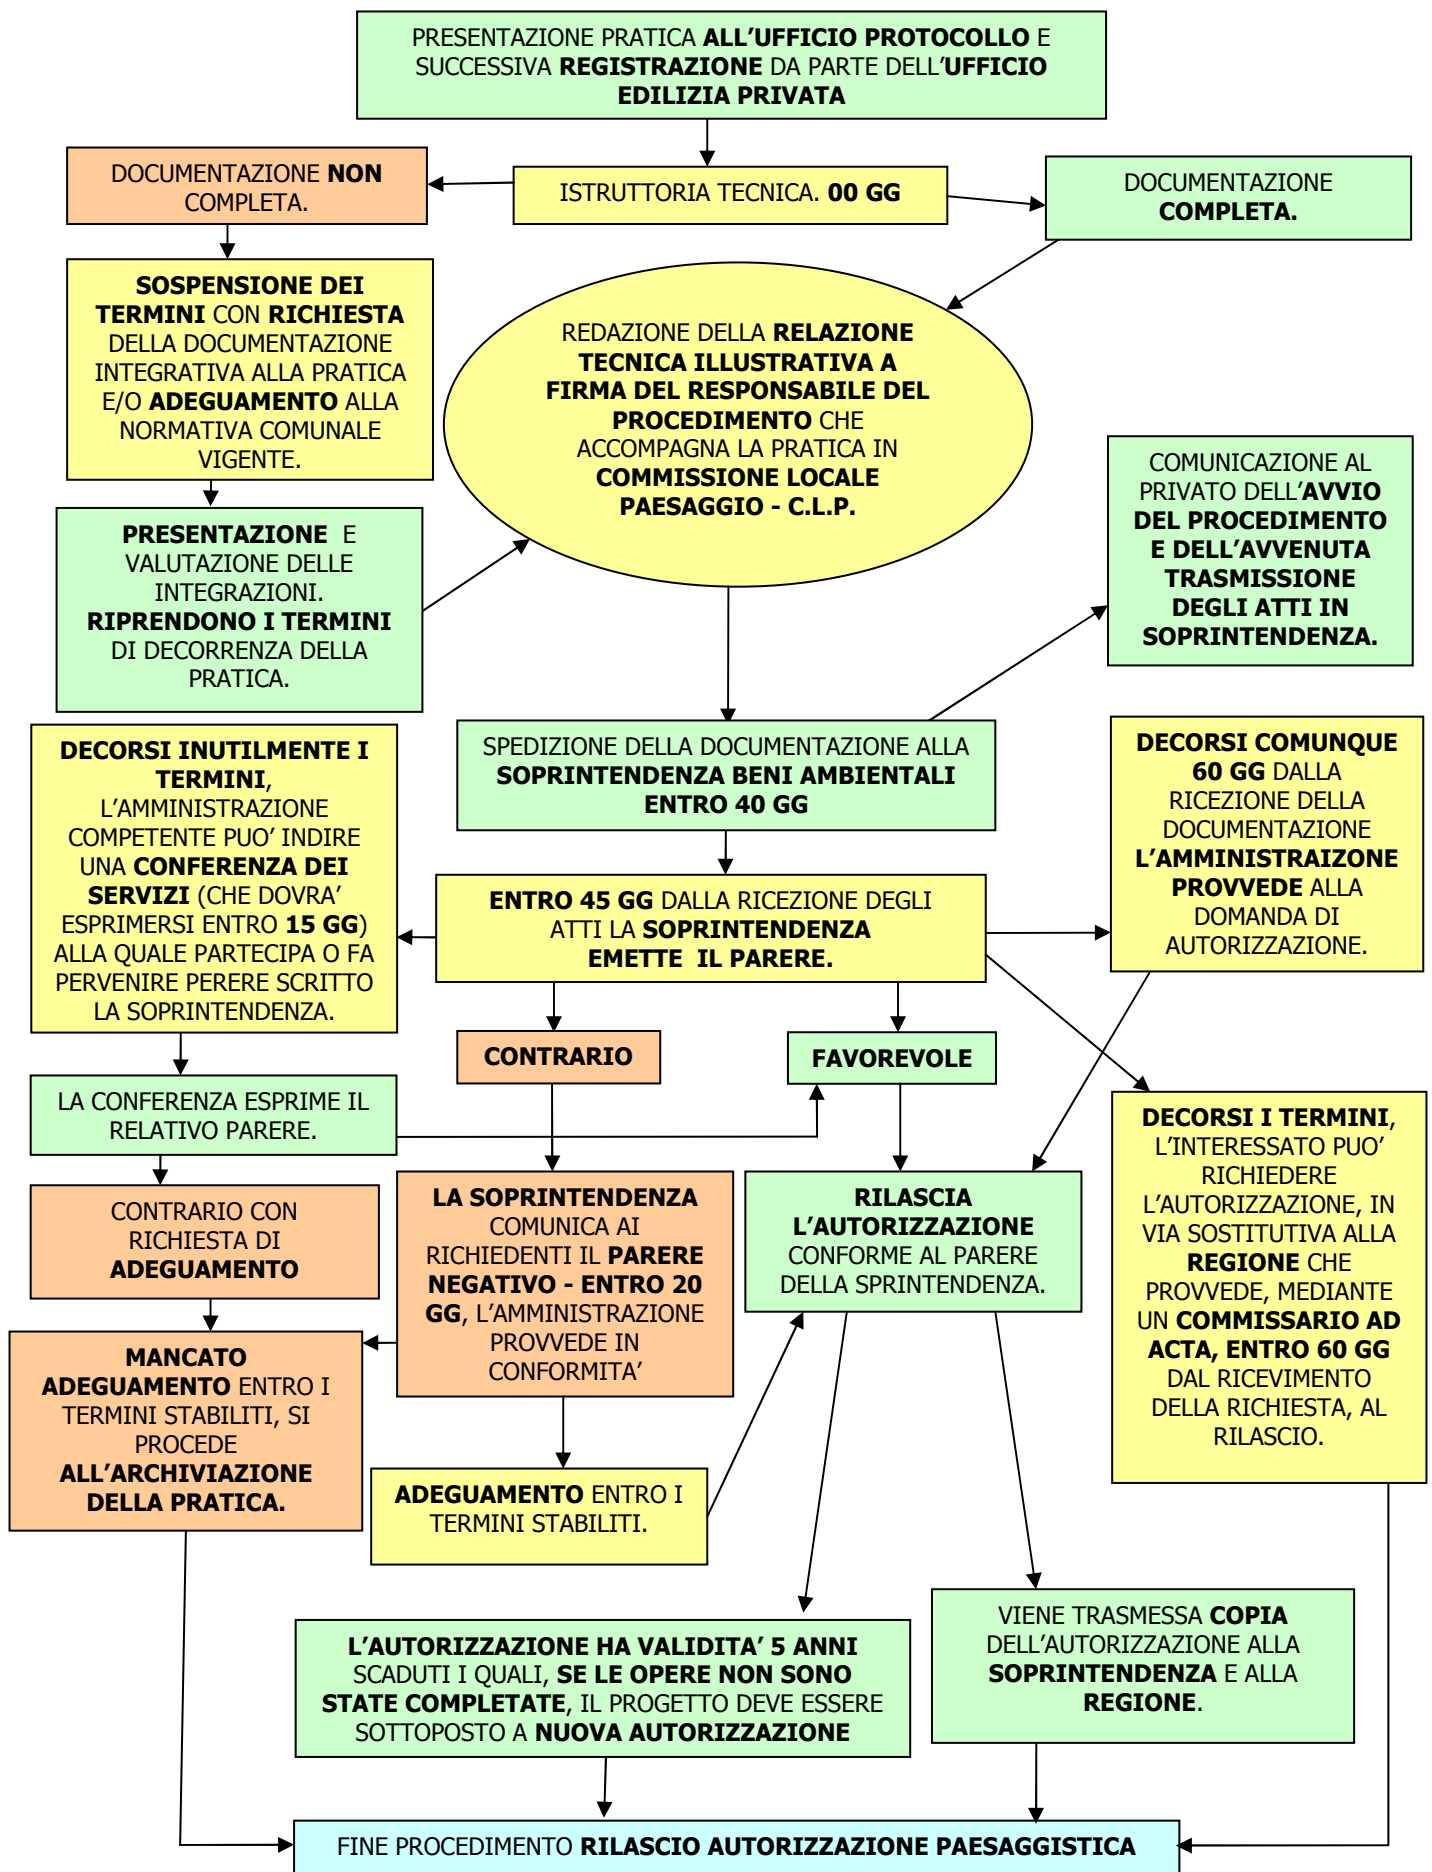 PRESENTAZIONE PRATICA ALL’UFFICIO PROTOCOLLO E
SUCCESSIVA REGISTRAZIONE DA PARTE DELL’UFFICIO
EDILIZIA PRIVATA
DOCUMENTAZIONE NON
COMPLETA.
ISTRUTTORIA TECNICA. 00 GG
DOCUMENTAZIONE
COMPLETA.
SOSPENSIONE DEI
TERMINI CON RICHIESTA
DELLA DOCUMENTAZIONE
INTEGRATIVA ALLA PRATICA
E/O ADEGUAMENTO ALLA
NORMATIVA COMUNALE
VIGENTE.
REDAZIONE DELLA RELAZIONE
TECNICA ILLUSTRATIVA A
FIRMA DEL RESPONSABILE DEL
PROCEDIMENTO CHE
ACCOMPAGNA LA PRATICA IN
COMMISSIONE LOCALE
PAESAGGIO - C.L.P.
COMUNICAZIONE AL
PRIVATO DELL’AVVIO
DEL PROCEDIMENTO
E DELL’AVVENUTA
TRASMISSIONE
DEGLI ATTI IN
SOPRINTENDENZA.
PRESENTAZIONE E
VALUTAZIONE DELLE
INTEGRAZIONI.
RIPRENDONO I TERMINI
DI DECORRENZA DELLA
PRATICA.
SPEDIZIONE DELLA DOCUMENTAZIONE ALLA
SOPRINTENDENZA BENI AMBIENTALI
ENTRO 40 GG
DECORSI INUTILMENTE I
TERMINI,
L’AMMINISTRAZIONE
COMPETENTE PUO’ INDIRE
UNA CONFERENZA DEI
SERVIZI (CHE DOVRA’
ESPRIMERSI ENTRO 15 GG)
ALLA QUALE PARTECIPA O FA
PERVENIRE PERERE SCRITTO
LA SOPRINTENDENZA.
ENTRO 45 GG DALLA RICEZIONE DEGLI
ATTI LA SOPRINTENDENZA
EMETTE IL PARERE.
DECORSI COMUNQUE
60 GG DALLA
RICEZIONE DELLA
DOCUMENTAZIONE
L’AMMINISTRAIZONE
PROVVEDE ALLA
DOMANDA DI
AUTORIZZAZIONE.
CONTRARIO
FAVOREVOLE
LA CONFERENZA ESPRIME IL
RELATIVO PARERE.
CONTRARIO CON
RICHIESTA DI
ADEGUAMENTO
LA SOPRINTENDENZA
COMUNICA AI
RICHIEDENTI IL PARERE
NEGATIVO - ENTRO 20
GG, L’AMMINISTRAZIONE
PROVVEDE IN
CONFORMITA’
RILASCIA
L’AUTORIZZAZIONE
CONFORME AL PARERE
DELLA SPRINTENDENZA.
DECORSI I TERMINI,
L’INTERESSATO PUO’
RICHIEDERE
L’AUTORIZZAZIONE, IN
VIA SOSTITUTIVA ALLA
REGIONE CHE
PROVVEDE, MEDIANTE
UN COMMISSARIO AD
ACTA, ENTRO 60 GG
DAL RICEVIMENTO
DELLA RICHIESTA, AL
RILASCIO.
MANCATO
ADEGUAMENTO ENTRO I
TERMINI STABILITI, SI
PROCEDE
ALL’ARCHIVIAZIONE
DELLA PRATICA.
ADEGUAMENTO ENTRO I
TERMINI STABILITI.
L’AUTORIZZAZIONE HA VALIDITA’ 5 ANNI
SCADUTI I QUALI, SE LE OPERE NON SONO
STATE COMPLETATE, IL PROGETTO DEVE ESSERE
SOTTOPOSTO A NUOVA AUTORIZZAZIONE
VIENE TRASMESSA COPIA
DELL’AUTORIZZAZIONE ALLA
SOPRINTENDENZA E ALLA
REGIONE.
FINE PROCEDIMENTO RILASCIO AUTORIZZAZIONE PAESAGGISTICA